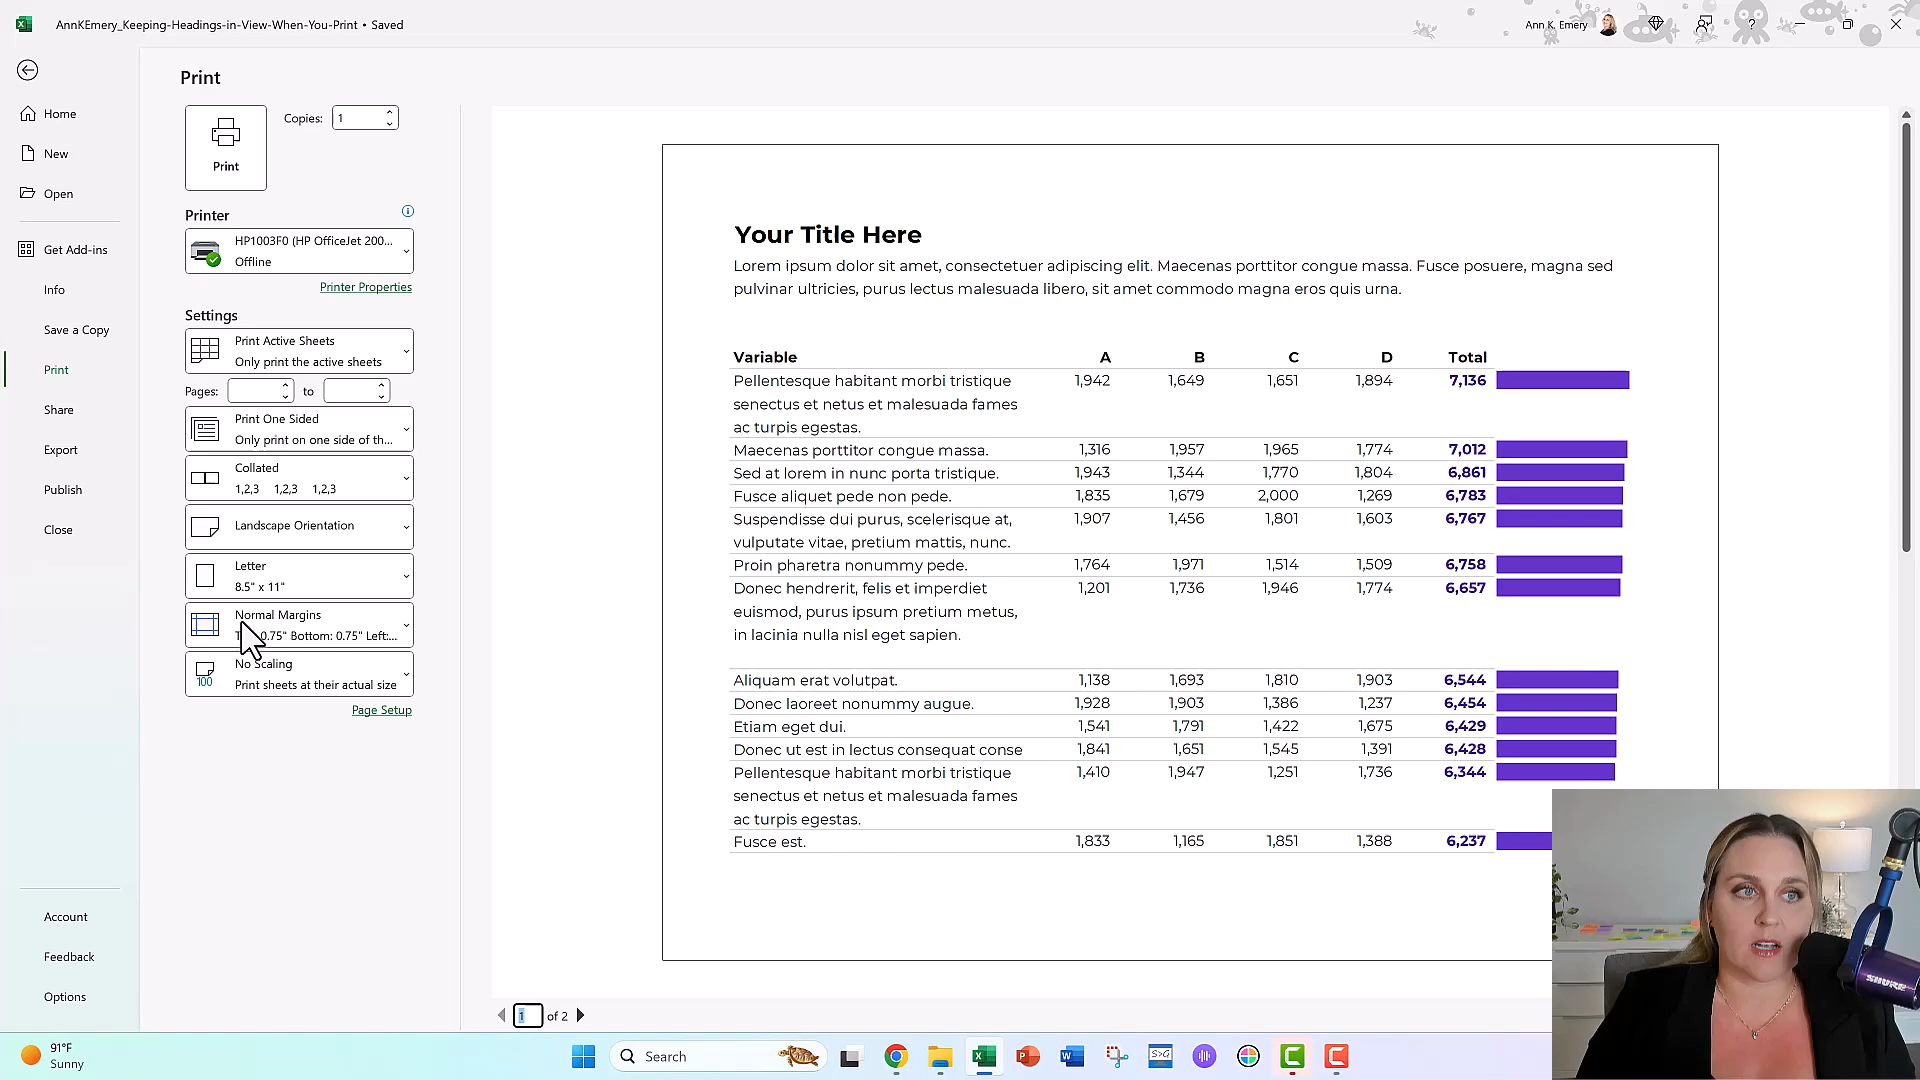 AnnKEmery_Keeping-Headings-in-View-When-You-Print • Saved
Ann K. Emery
?
Print
Home
New
Open
Get Add-ins
Info
Save a Copy
Print
Share
Export
Publish
Close
Account
Feedback
Options
Print
Copies: 1
Printer
HP1003F0 (HP OfficeJet 200...
Offline
Printer Properties
Settings
Print Active Sheets
Only print the active sheets
Pages: to
Print One Sided
Only print on one side of th...
Collated
1,2,3 1,2,3 1,2,3
Landscape Orientation
Letter
8.5" x 11"
Normal Margins
0.75" Bottom: 0.75" Left:...
No Scaling
100
Print sheets at their actual size
Page Setup
Your Title Here
Lorem ipsum dolor sit amet, consectetuer adipiscing elit. Maecenas porttitor congue massa. Fusce posuere, magna sed
pulvinar ultricies, purus lectus malesuada libero, sit amet commodo magna eros quis urna.
Variable A B C D Total
Pellentesque habitant morbi tristique 1,942 1,649 1,651 1,894 7,136
senectus et netus et malesuada fames
ac turpis egestas.
Maecenas porttitor congue massa. 1,316 1,957 1,965 1,774 7,012
Sed at lorem in nunc porta tristique. 1,943 1,344 1,770 1,804 6,861
Fusce aliquet pede non pede. 1,835 1,679 2,000 1,269 6,783
Suspendisse dui purus, scelerisque at, 1,907 1,456 1,801 1,603 6,767
vulputate vitae, pretium mattis, nunc.
Proin pharetra nonummy pede. 1,764 1,971 1,514 1,509 6,758
Donec hendrerit, felis et imperdiet 1,201 1,736 1,946 1,774 6,657
euismod, purus ipsum pretium metus,
in lacinia nulla nisl eget sapien.
Aliquam erat volutpat. 1,138 1,693 1,810 1,903 6,544
Donec laoreet nonummy augue. 1,928 1,903 1,386 1,237 6,454
Etiam eget dui. 1,541 1,791 1,422 1,675 6,429
Donec ut est in lectus consequat conse 1,841 1,651 1,545 1,391 6,428
Pellentesque habitant morbi tristique 1,410 1,947 1,251 1,736 6,344
senectus et netus et malesuada fames
ac turpis egestas.
Fusce est. 1,833 1,165 1,851 1,388 6,237
1 of 2
SHURE
91°F
Sunny
Search